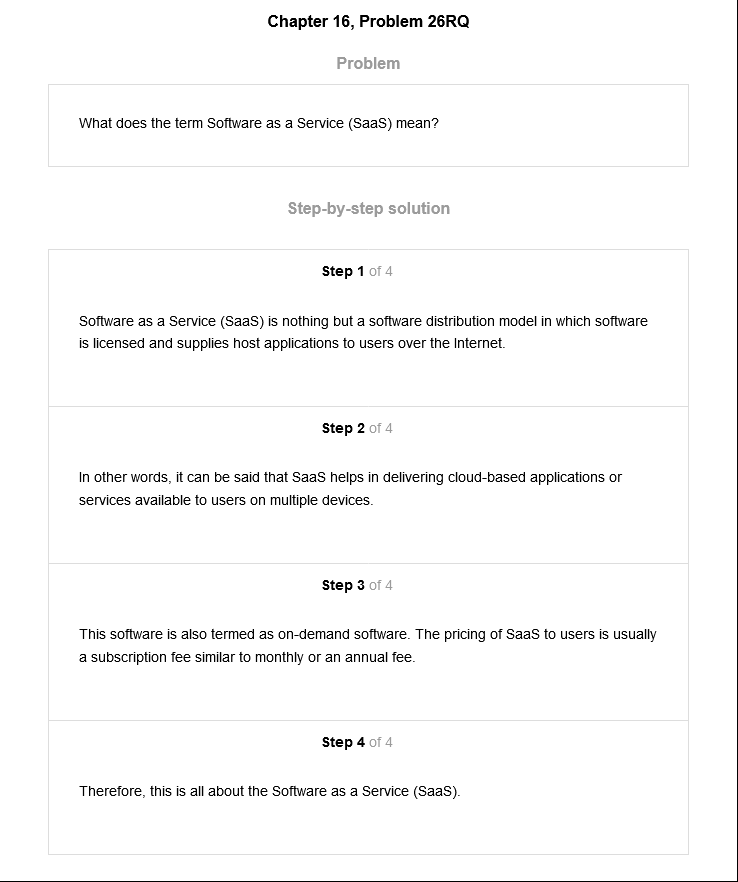 Chapter 16, Problem 26RQ
Problem
What does the term Software as a Service (SaaS) mean?
Step-by-step solution
Step 1 of 4
Software as a Service (SaaS) is nothing but a software distribution model in which software
is licensed and supplies host applications to users over the Internet.
Step 2 of 4
In other words, it can be said that SaaS helps in delivering cloud-based applications or
services available to users on multiple devices.
Step 3 of 4
This software is also termed as on-demand software. The pricing of SaaS to users is usually
a subscription fee similar to monthly or an annual fee.
Step 4 of 4
Therefore, this is all about the Software as a Service (SaaS).